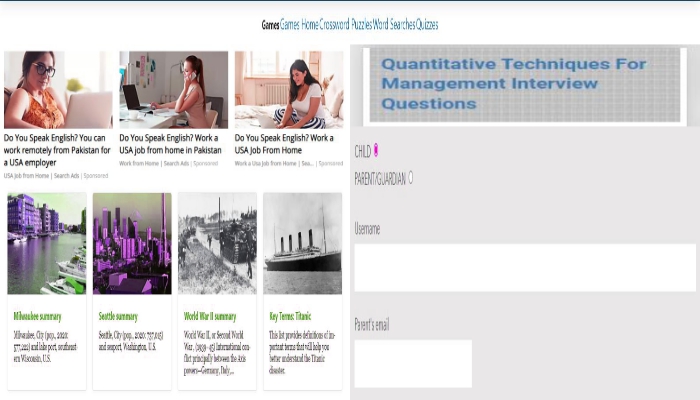 Games Games Home Crossword Puzzles Word Searches Quizzes
Do You Speak English? You can
work remotely from Pakistan for
a USA employer
USA Job from Home | Search Ads | Sponsored
Do You Speak English? Work a
USA job from home in Pakistan
Work from Home | Search Ads | Sponsored
Do You Speak English? Work a
USA Job From Home
Work a Usa Job from Home | Sea... | Sponsored
Milwaukee summary
Milwaukee, City (pop., 2020:
577,222) and lake port, southeast-
ern Wisconsin, U.S.
Seattle summary
Seattle, City (pop., 2020: 737,015)
and seaport, Washington, U.S.
World War II summary
World War II, or Second World
War, (1939–45) International con-
flict principally between the Axis
powers—Germany, Italy,...
Key Terms: Titanic
This list provides definitions of im-
portant terms that will help you
better understand the Titanic
disaster.
Quantitative Techniques For
Management Interview
Questions
CHILD
PARENT/GUARDIAN
Username
Parent's email